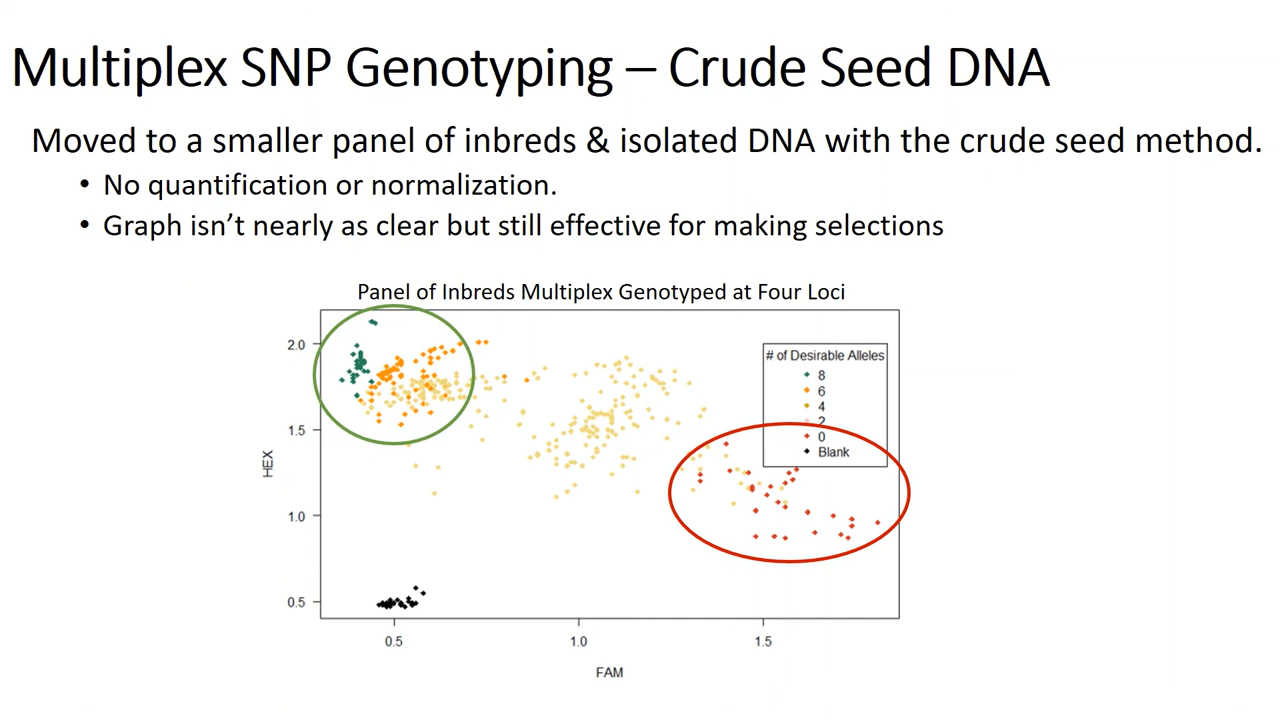 Multiplex SNP Genotyping – Crude Seed DNA
Moved to a smaller panel of inbreds & isolated DNA with the crude seed method.
• No quantification or normalization.
• Graph isn’t nearly as clear but still effective for making selections
Panel of Inbreds Multiplex Genotyped at Four Loci
# of Desirable Alleles
8
6
4
2
0
Blank
2.0
1.5
1.0
0.5
HEX
0.5 1.0 1.5
FAM